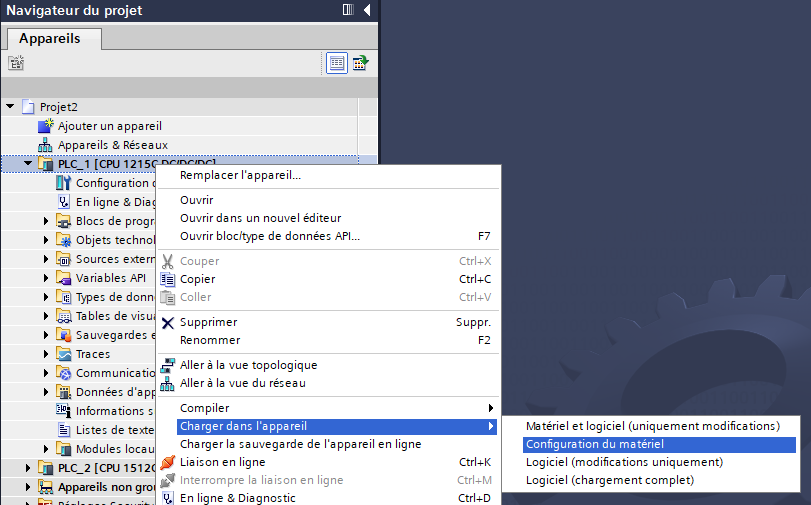 Navigateur du projet
Appareils
Projet2
Ajouter un appareil
Appareils & Réseaux
PLC_1 [CPU 1215C DC/DC/DC]
Configuration d
En ligne & Diag
Blocs de progr
Objets technol
Sources extern
Variables API
Types de donn
Tables de visu
Sauvegardes e
Traces
Communicatio
Données d'app
Informations s
Listes de texte
Modules locau
PLC_2 [CPU 1512C
Appareils non grou
Réglages Securit
Remplacer l'appareil...
Ouvrir
Ouvrir dans un nouvel éditeur
Ouvrir bloc/type de données API... F7
Couper Ctrl+X
Copier Ctrl+C
Coller Ctrl+V
Supprimer Suppr.
Renommer F2
Aller à la vue topologique
Aller à la vue du réseau
Compiler
Charger dans l'appareil
Charger la sauvegarde de l'appareil en ligne
Liaison en ligne Ctrl+K
Interrompre la liaison en ligne Ctrl+M
En ligne & Diagnostic Ctrl+D
Matériel et logiciel (uniquement modifications)
Configuration du matériel
Logiciel (modifications uniquement)
Logiciel (chargement complet)